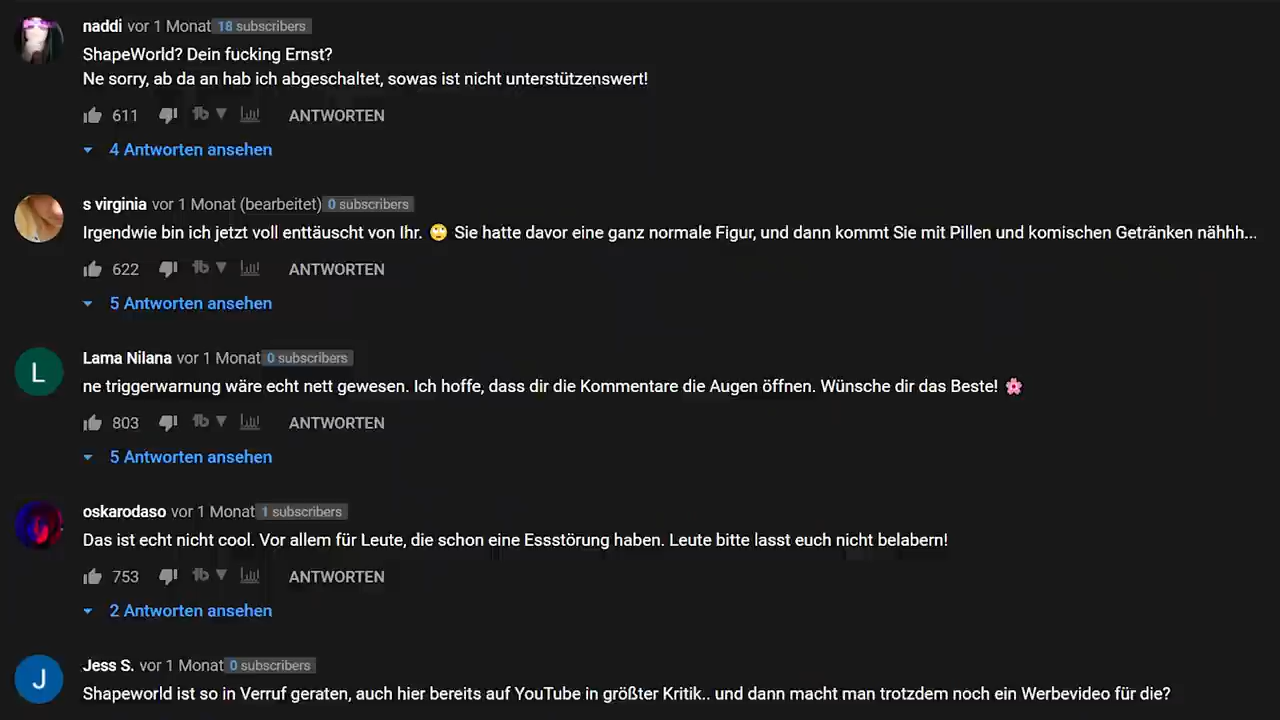 naddi vor 1 Monat 18 subscribers
ShapeWorld? Dein fucking Ernst?
Ne sorry, ab da an hab ich abgeschaltet, sowas ist nicht unterstützenswert!
611 ANTWORTEN
4 Antworten ansehen
s virginia vor 1 Monat (bearbeitet) 0 subscribers
Irgendwie bin ich jetzt voll enttäuscht von Ihr. 🙄 Sie hatte davor eine ganz normale Figur, und dann kommt Sie mit Pillen und komischen Getränken nähhh...
622 ANTWORTEN
5 Antworten ansehen
L
Lama Nilana vor 1 Monat 0 subscribers
ne triggerwarnung wäre echt nett gewesen. Ich hoffe, dass dir die Kommentare die Augen öffnen. Wünsche dir das Beste! 🌸
803 ANTWORTEN
5 Antworten ansehen
oskarodaso vor 1 Monat 1 subscribers
Das ist echt nicht cool. Vor allem für Leute, die schon eine Essstörung haben. Leute bitte lasst euch nicht belabern!
753 ANTWORTEN
2 Antworten ansehen
J
Jess S. vor 1 Monat 0 subscribers
Shapeworld ist so in Verruf geraten, auch hier bereits auf YouTube in größter Kritik.. und dann macht man trotzdem noch ein Werbevideo für die?